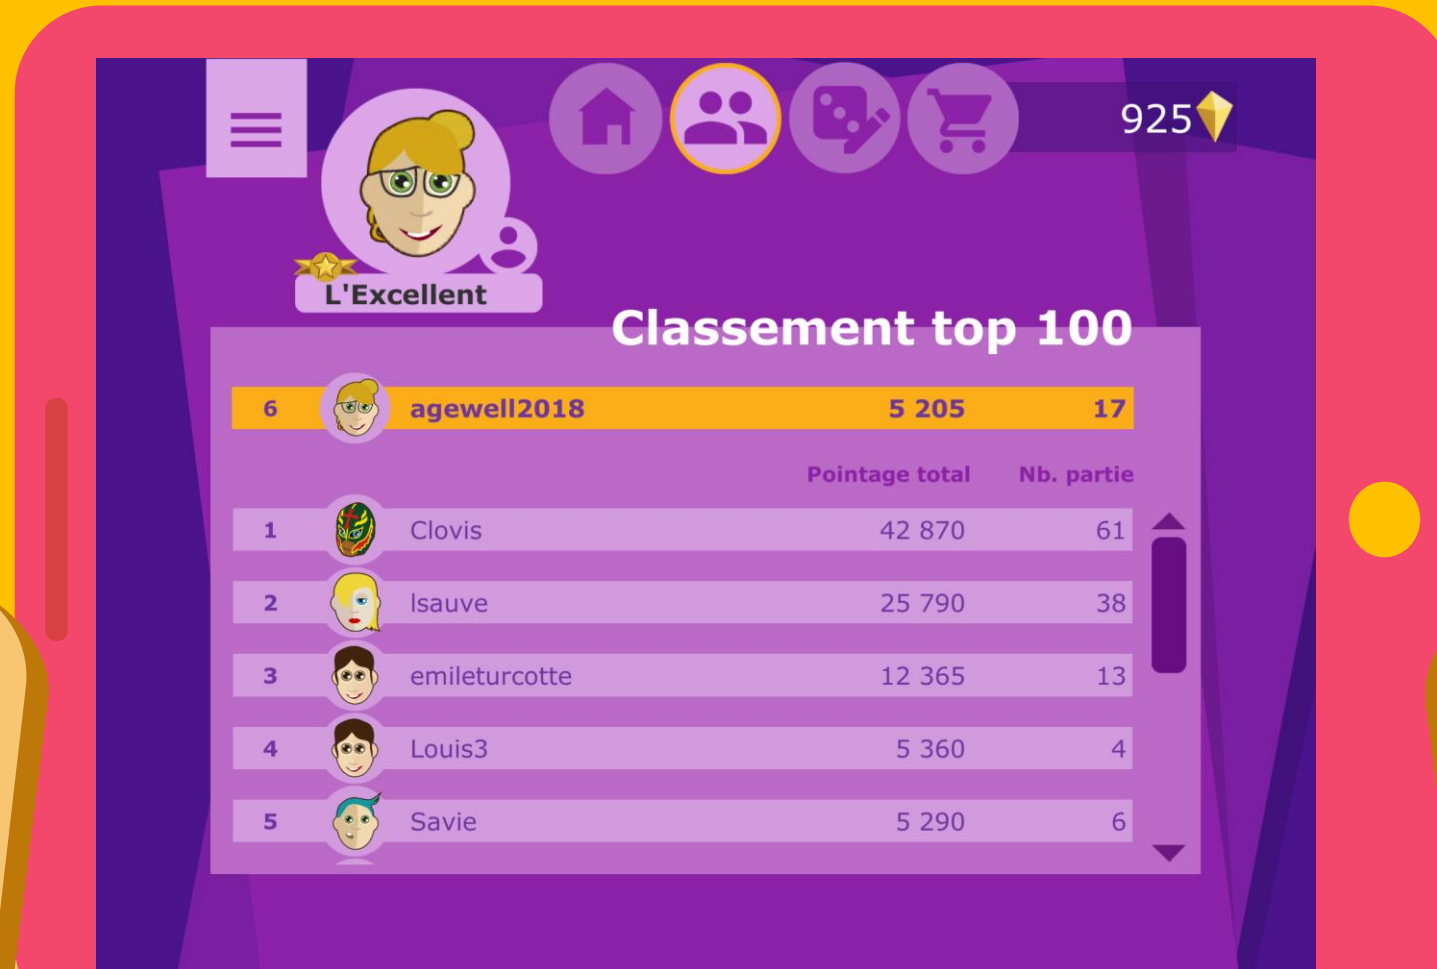 925
L'Excellent
Classement top 100
6 agewell2018 5 205 17
Pointage total Nb. partie
1 Clovis 42 870 61
2 lsauve 25 790 38
3 emileturcotte 12 365 13
4 Louis3 5 360 4
5 Savie 5 290 6